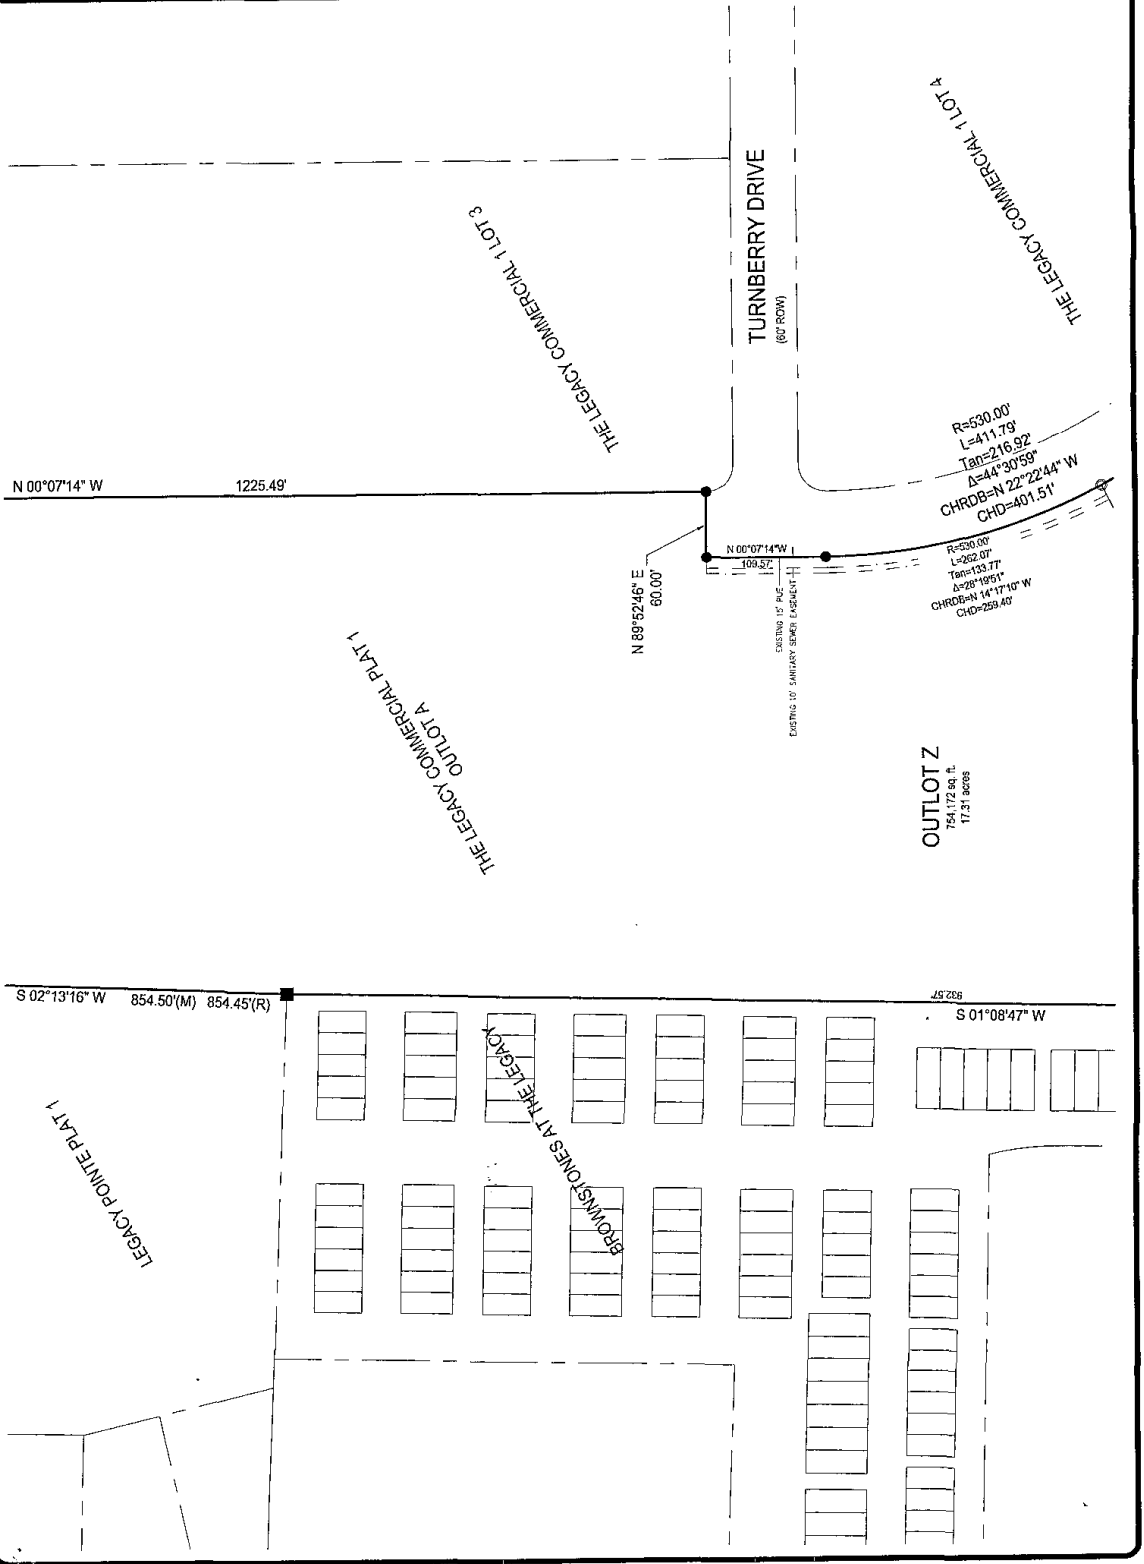 THE LEGACY COMMERCIAL 1 LOT 4
THE LEGACY COMMERCIAL 1 LOT 3
TURNBERRY DRIVE
(60' ROW)
R=530.00'
L=411.79'
Tan=216.92'
Δ=44°30'59"
CHRDB=N 22°22'44" W
CHD=401.51'
N 00°07'14" W 1225.49'
N 00°07'14"W
109.57'
R=530.00'
L=262.07'
Tan=133.77'
Δ=28°19'51"
CHRDB=N 14°17'10" W
CHD=259.40'
N 89°52'46" E
60.00'
EXISTING 15' PUE
EXISTING 10' SANITARY SEWER EASEMENT
THE LEGACY COMMERCIAL PLAT 1
OUTLOT A
OUTLOT Z
754,172 sq. ft.
17.31 acres
S 02°13'16" W 854.50'(M) 854.45'(R)
932.57'
S 01°08'47" W
BROWNSTONES AT THE LEGACY
LEGACY POINTE PLAT 1